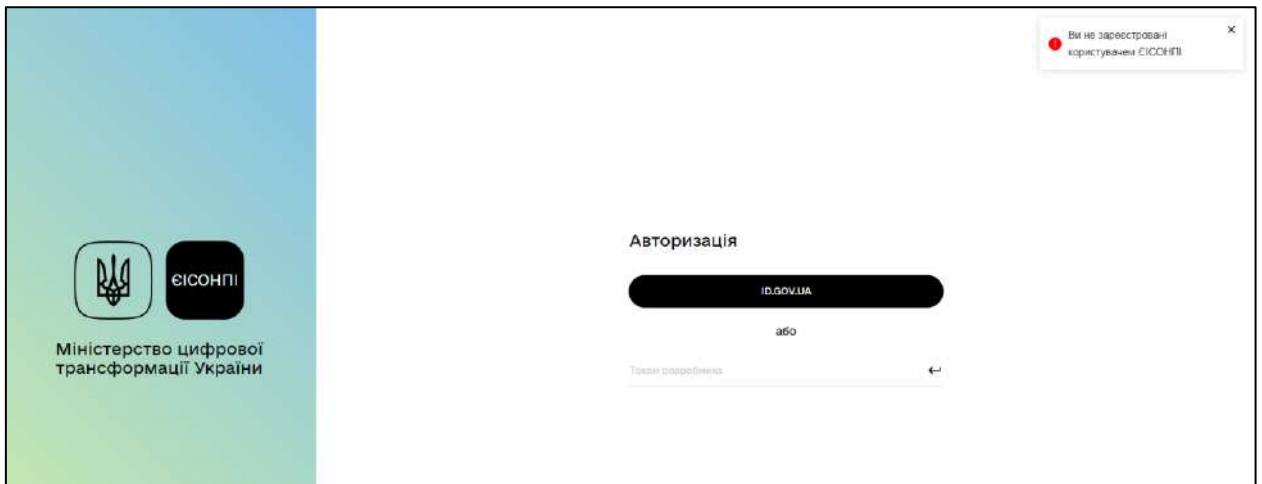 Ви не зареєстровані
користувачем ЄІСОНПІ
ЄІСОНПІ
Міністерство цифрової
трансформації України
Авторизація
ID.GOV.UA
або
Токен розробника